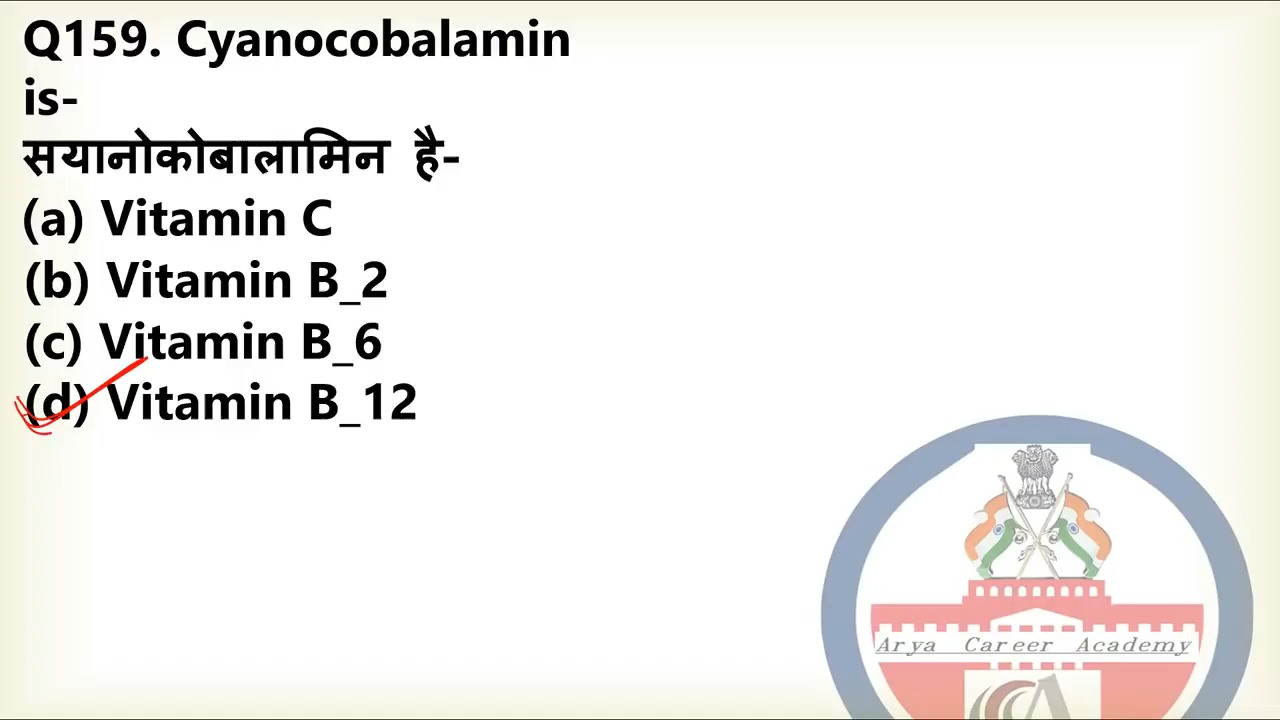 Q159. Cyanocobalamin
is-
सयानोकोबालामिन है-
(a) Vitamin C
(b) Vitamin B_2
(c) Vitamin B_6
(d) Vitamin B_12
Arya Career Academy